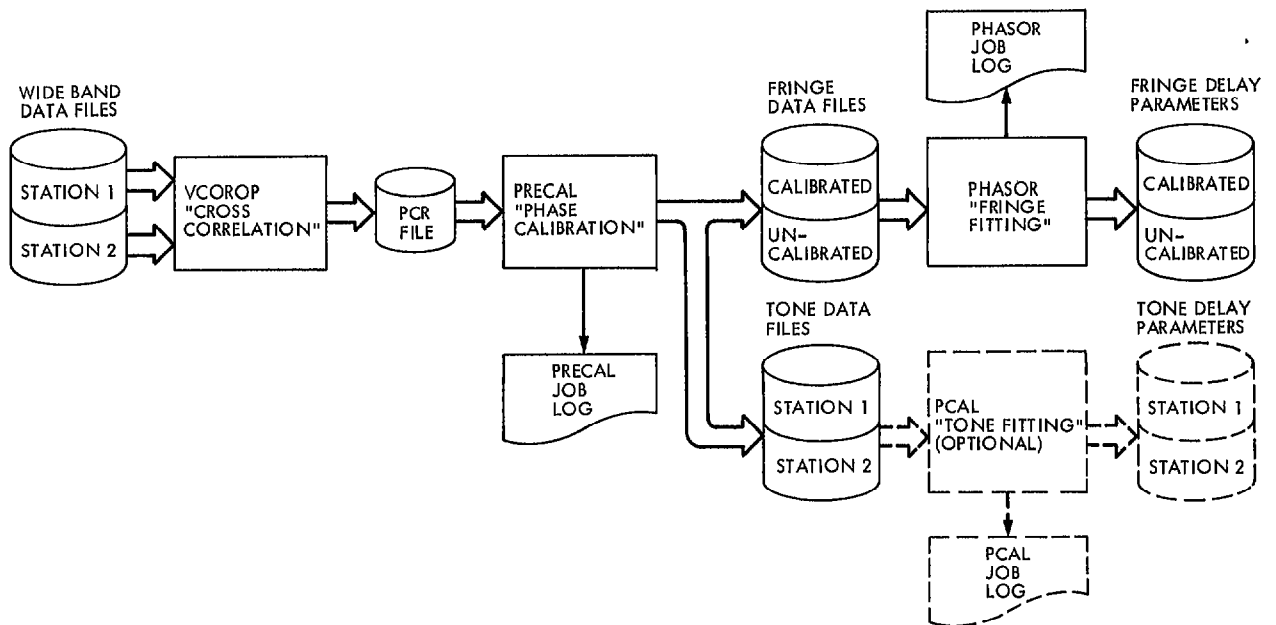 WIDE BAND
DATA FILES
STATION 1
STATION 2
VCOROP
"CROSS
CORRELATION"
PCR
FILE
PRECAL
"PHASE
CALIBRATION"
PRECAL
JOB
LOG
FRINGE
DATA FILES
CALIBRATED
UN-
CALIBRATED
PHASOR
JOB
LOG
PHASOR
"FRINGE
FITTING"
FRINGE DELAY
PARAMETERS
CALIBRATED
UN-
CALIBRATED
TONE DATA
FILES
STATION 1
STATION 2
PCAL
"TONE FITTING"
(OPTIONAL)
PCAL
JOB
LOG
TONE DELAY
PARAMETERS
STATION 1
STATION 2